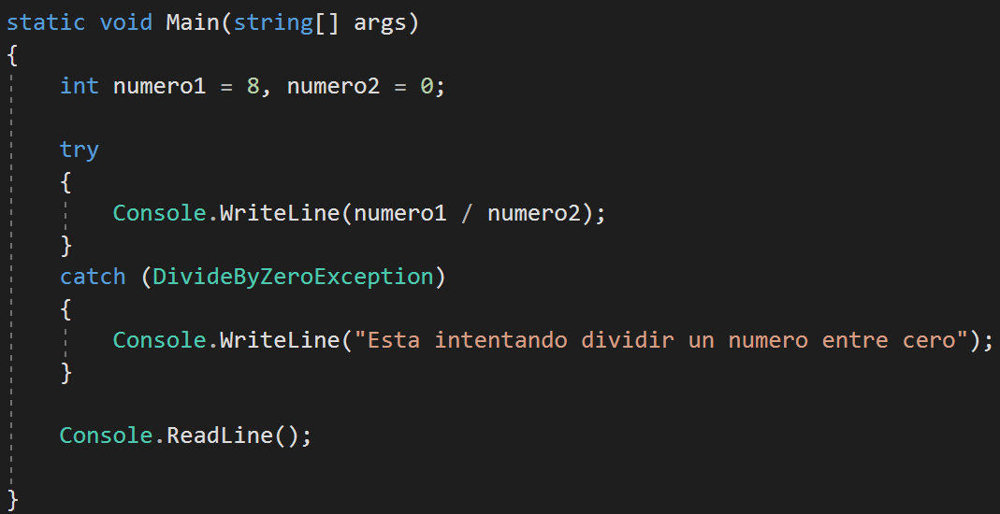 static void Main(string[] args)
{
    int numero1 = 8, numero2 = 0;

    try
    {
        Console.WriteLine(numero1 / numero2);
    }
    catch (DivideByZeroException)
    {
        Console.WriteLine("Esta intentando dividir un numero entre cero");
    }

    Console.ReadLine();

}